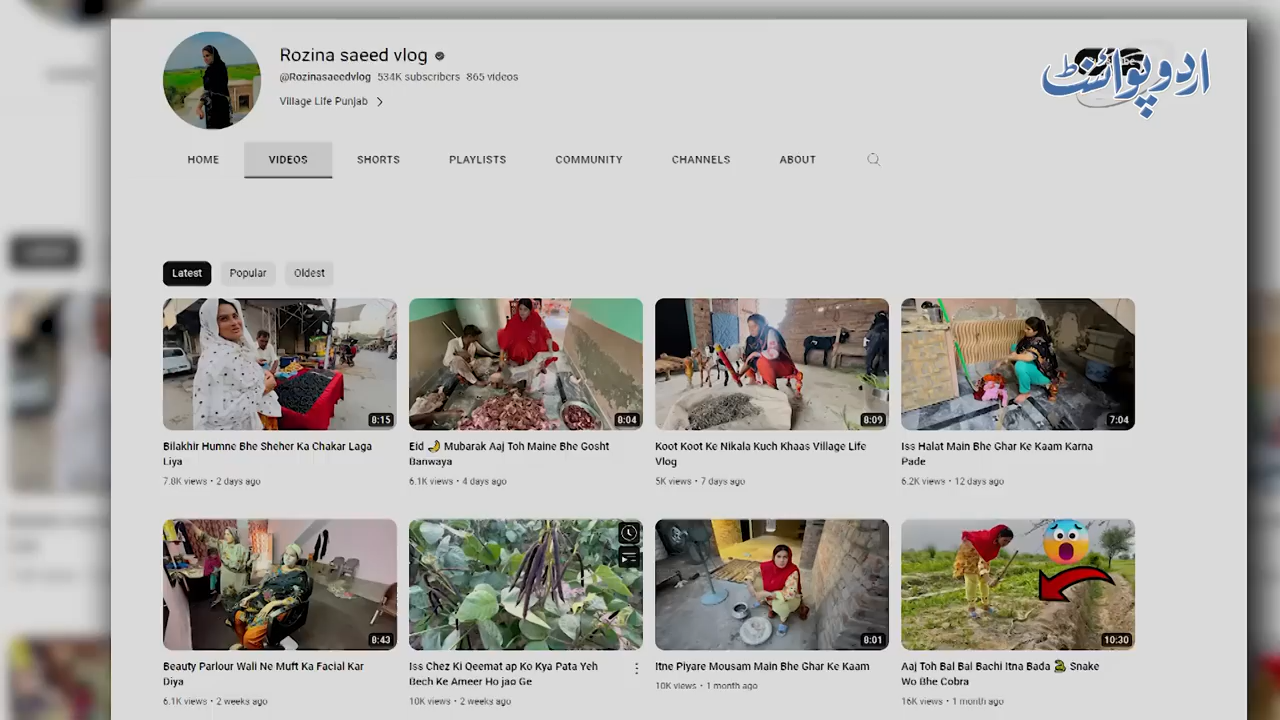 Rozina saeed vlog
اردو پوائنٹ
@Rozinasaeedvlog 534K subscribers 865 videos
Village Life Punjab
HOME VIDEOS SHORTS PLAYLISTS COMMUNITY CHANNELS ABOUT
Latest Popular Oldest
8:15 8:04 8:09 7:04
Bilakhir Humne Bhe Sheher Ka Chakar Laga
Liya
7.8K views • 2 days ago
Eid 🌙 Mubarak Aaj Toh Maine Bhe Gosht
Banwaya
6.1K views • 4 days ago
Koot Koot Ke Nikala Kuch Khaas Village Life
Vlog
5K views • 7 days ago
Iss Halat Main Bhe Ghar Ke Kaam Karna
Pade
6.2K views • 12 days ago
8:43 8:01 10:30
Beauty Parlour Wali Ne Muft Ka Facial Kar
Diya
6.1K views • 2 weeks ago
Iss Chez Ki Qeemat ap Ko Kya Pata Yeh
Bech Ke Ameer Ho jao Ge
10K views • 2 weeks ago
Itne Piyare Mousam Main Bhe Ghar Ke Kaam
10K views • 1 month ago
Aaj Toh Bal Bal Bachi Itna Bada 🐍 Snake
Wo Bhe Cobra
16K views • 1 month ago